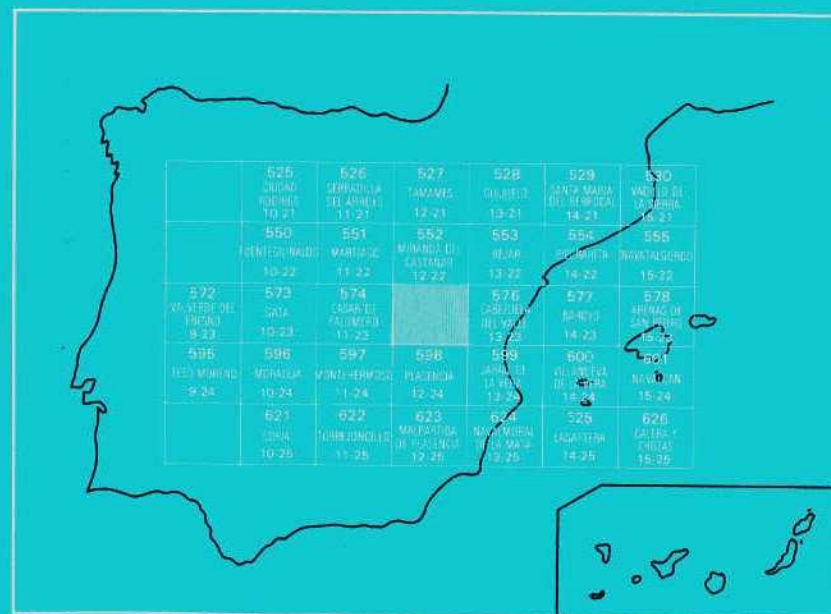 525 526 527 528 529 530
CIUDAD SERRADILLA TAMAMES GUIJUELO SANTA MARIA VADILLO DE
RODRIGO DEL ARROYO DEL BERROCAL LA SIERRA
10-21 11-21 12-21 13-21 14-21 15-21
550 551 552 553 554 555
FUENTEGUINALDO MARTIAGO MIRANDA DEL BEJAR PIEDRAHITA NAVATALGORDO
CASTAÑAR
10-22 11-22 12-22 13-22 14-22 15-22
572 573 574 576 577 578
VALVERDE DEL GATA CASAR DE CABEZUELA ARENAS DE
FRESNO PALOMERO DEL VALLE SAN PEDRO
9-23 10-23 11-23 13-23 14-23 15-23
595 596 597 598 599 600 601
MORALEJA MONTEHERMOSO PLASENCIA JARAIZ DE VILLANUEVA
LA VERA DE LA VERA
9-24 10-24 11-24 12-24 13-24 14-24 15-24
621 622 623 624 625 626
CORIA TORREJONCILLO MALPARTIDA NAVALMORAL LAGARTERA CALERA Y
DE PLASENCIA DE LA MATA CHOZAS
10-25 11-25 12-25 13-25 14-25 15-25